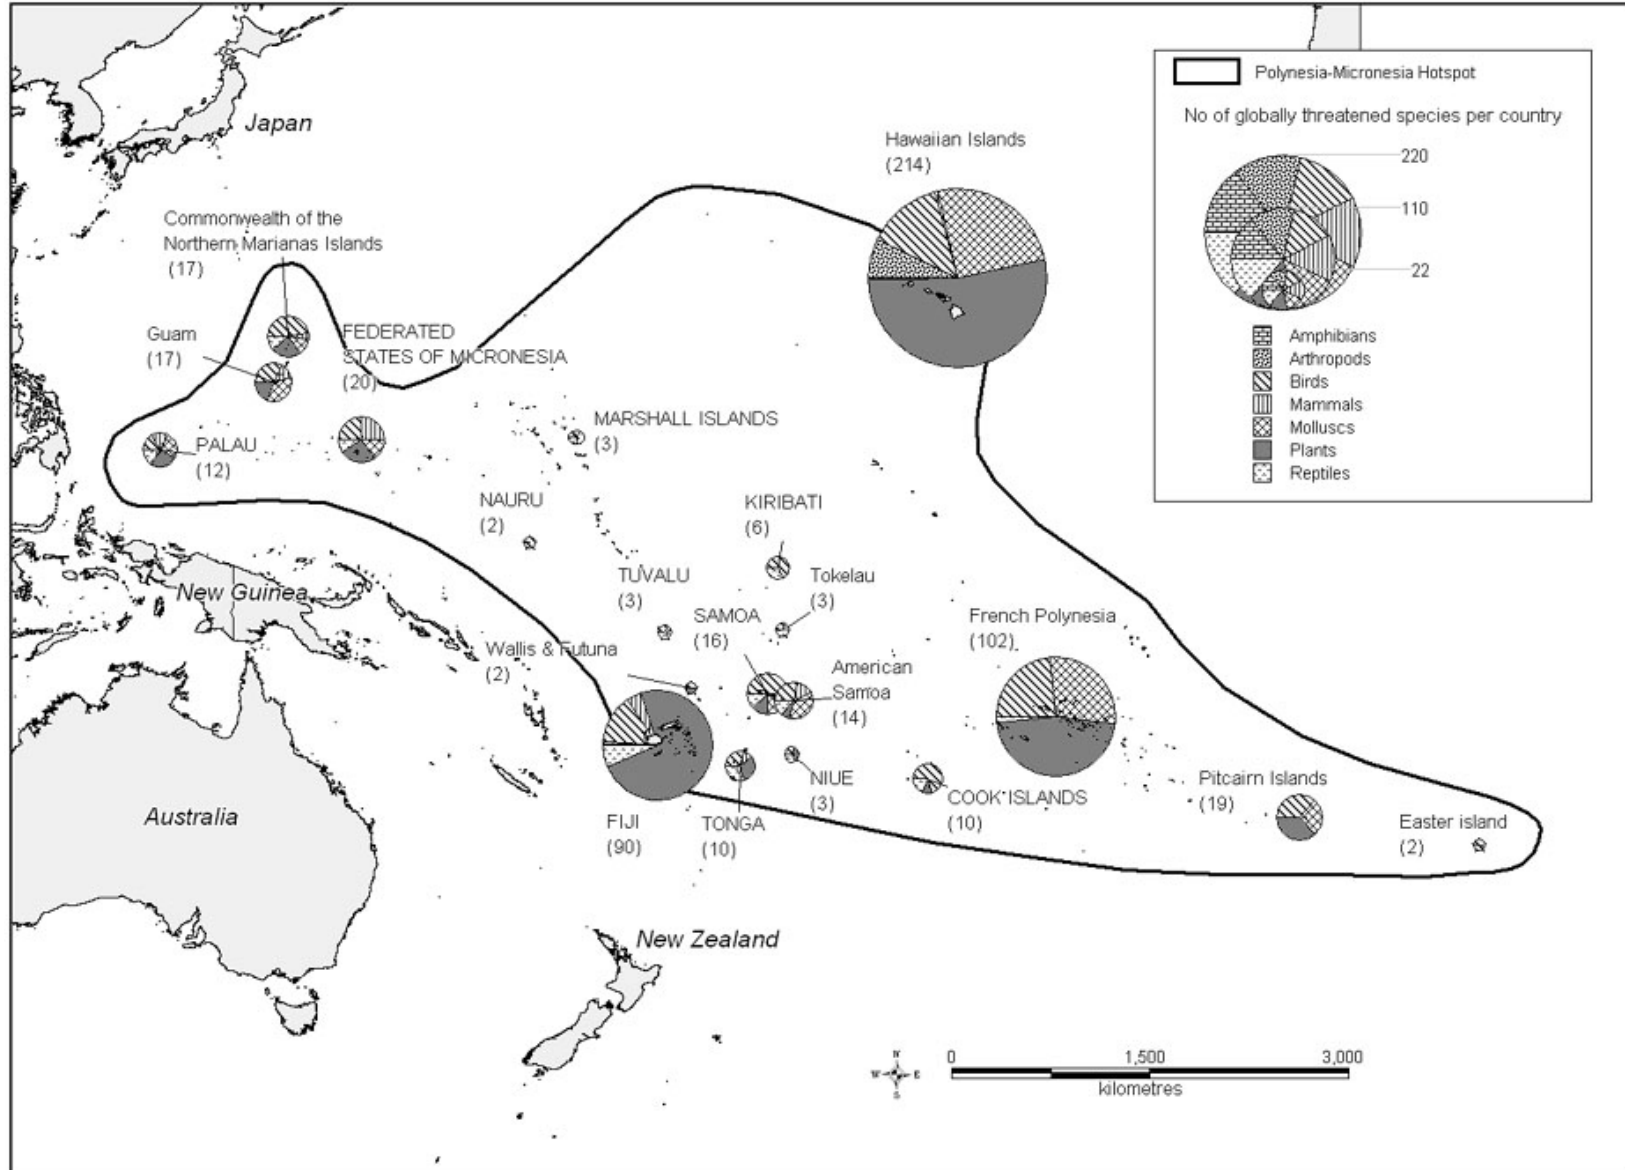 Japan
Hawaiian Islands
(214)
Commonwealth of the
Northern Marianas Islands
(17)
Guam
(17)
FEDERATED
STATES OF MICRONESIA
(20)
PALAU
(12)
MARSHALL ISLANDS
(3)
NAURU
(2)
KIRIBATI
(6)
TUVALU
(3)
Tokelau
(3)
New Guinea
SAMOA
(16)
Wallis & Futuna
(2)
American
Samoa
(14)
French Polynesia
(102)
NIUE
(3)
COOK ISLANDS
(10)
Pitcairn Islands
(19)
Easter island
(2)
FIJI
(90)
TONGA
(10)
Australia
New Zealand
Polynesia-Micronesia Hotspot
No of globally threatened species per country
220
110
22
Amphibians
Arthropods
Birds
Mammals
Molluscs
Plants
Reptiles
N
W E
S
0 1,500 3,000
kilometres